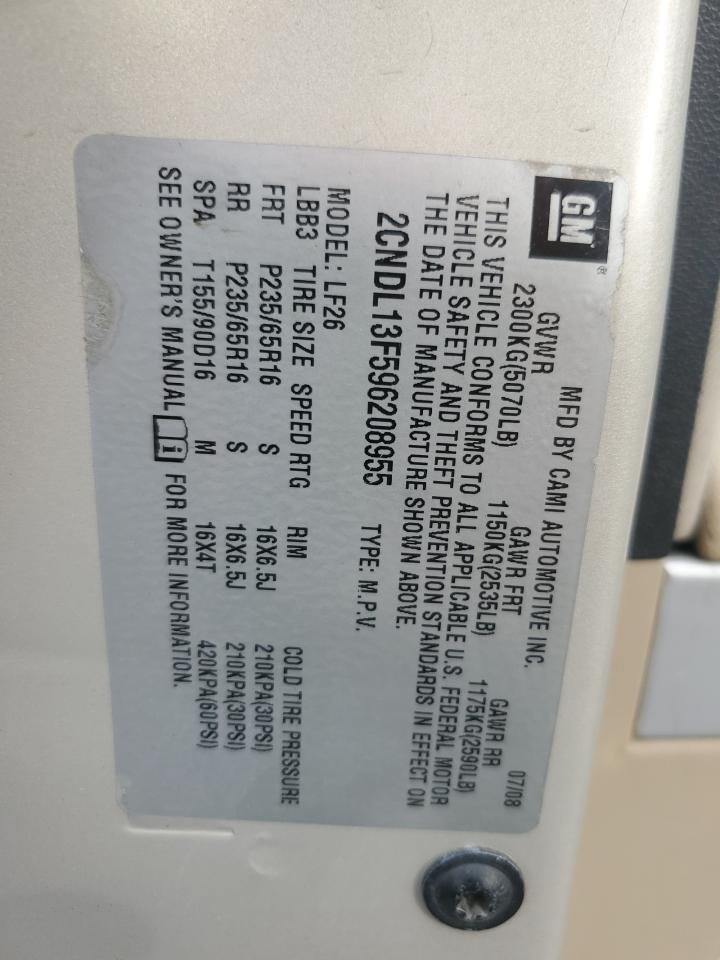 GM®
MFD BY CAMI AUTOMOTIVE INC. 07/08
GVWR GAWR FRT GAWR RR
2300KG(5070LB) 1150KG(2535LB) 1175KG(2590LB)
THIS VEHICLE CONFORMS TO ALL APPLICABLE U.S. FEDERAL MOTOR
VEHICLE SAFETY AND THEFT PREVENTION STANDARDS IN EFFECT ON
THE DATE OF MANUFACTURE SHOWN ABOVE.
2CNDL13F596208955 TYPE: M.P.V.
MODEL: LF26
LBB3 TIRE SIZE SPEED RTG RIM COLD TIRE PRESSURE
FRT P235/65R16 S 16X6.5J 210KPA(30PSI)
RR P235/65R16 S 16X6.5J 210KPA(30PSI)
SPA T155/90D16 M 16X4T 420KPA(60PSI)
SEE OWNER'S MANUAL FOR MORE INFORMATION.